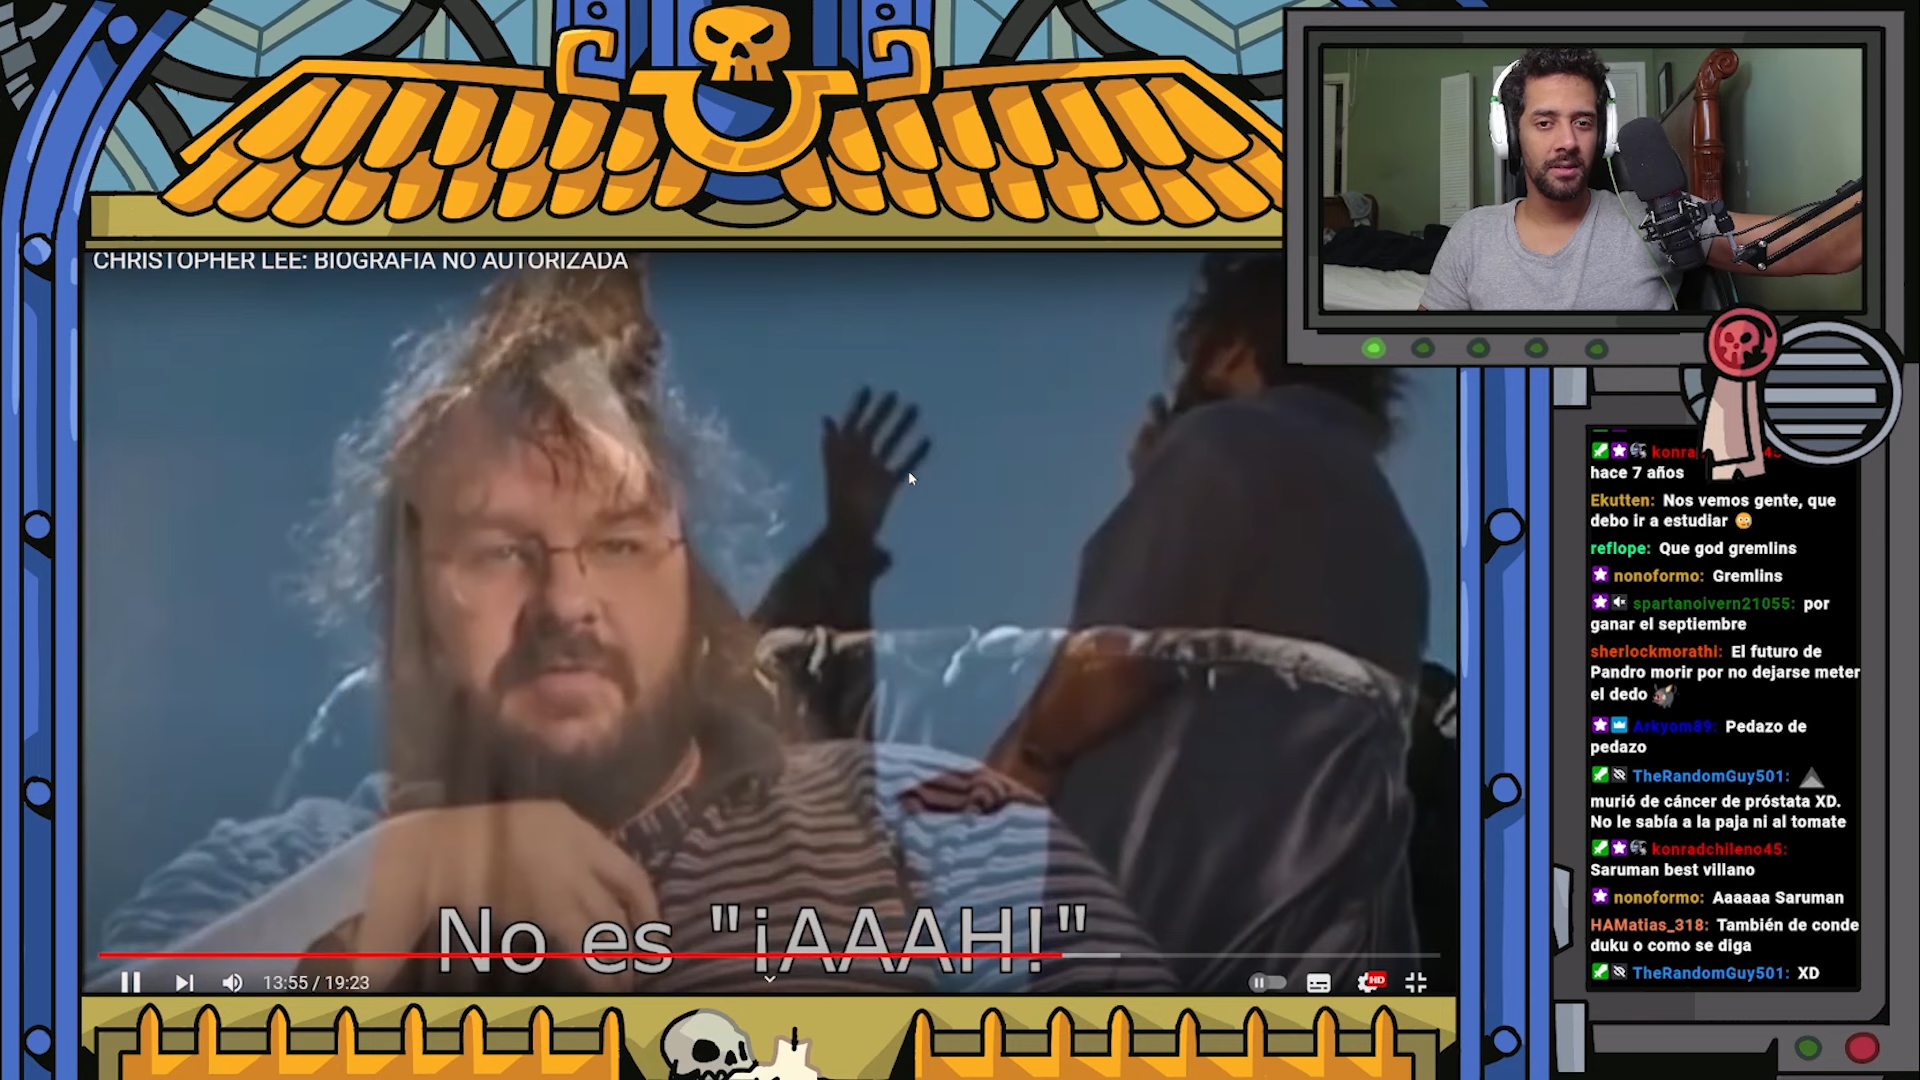 CHRISTOPHER LEE: BIOGRAFÍA NO AUTORIZADA
No es "¡AAAH!"
13:55 / 19:23
HD
hace 7 años
Ekutten: Nos vemos gente, que
debo ir a estudiar
reflope: Que god gremlins
nonoformo: Gremlins
spartanoivern21055: por
ganar el septiembre
sherlockmorathi: El futuro de
Pandro morir por no dejarse meter
el dedo
Arkyom89: Pedazo de
pedazo
TheRandomGuy501:
murió de cáncer de próstata XD.
No le sabía a la paja ni al tomate
konradchileno45:
Saruman best villano
nonoformo: Aaaaaa Saruman
HAMatias_318: También de conde
duku o como se diga
TheRandomGuy501: XD